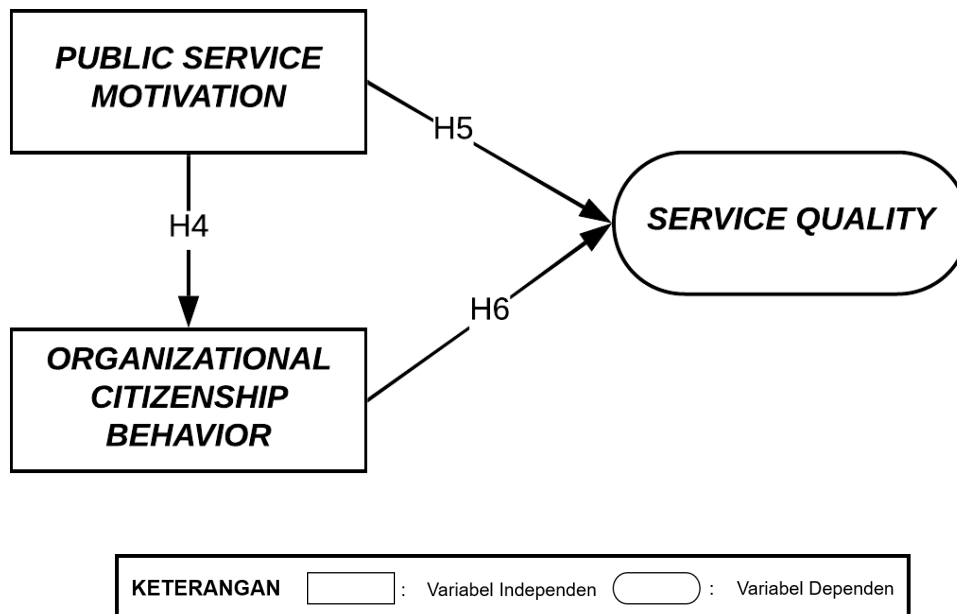 PUBLIC SERVICE
MOTIVATION
H5
H4
SERVICE QUALITY
H6
ORGANIZATIONAL
CITIZENSHIP
BEHAVIOR
KETERANGAN : Variabel Independen : Variabel Dependen